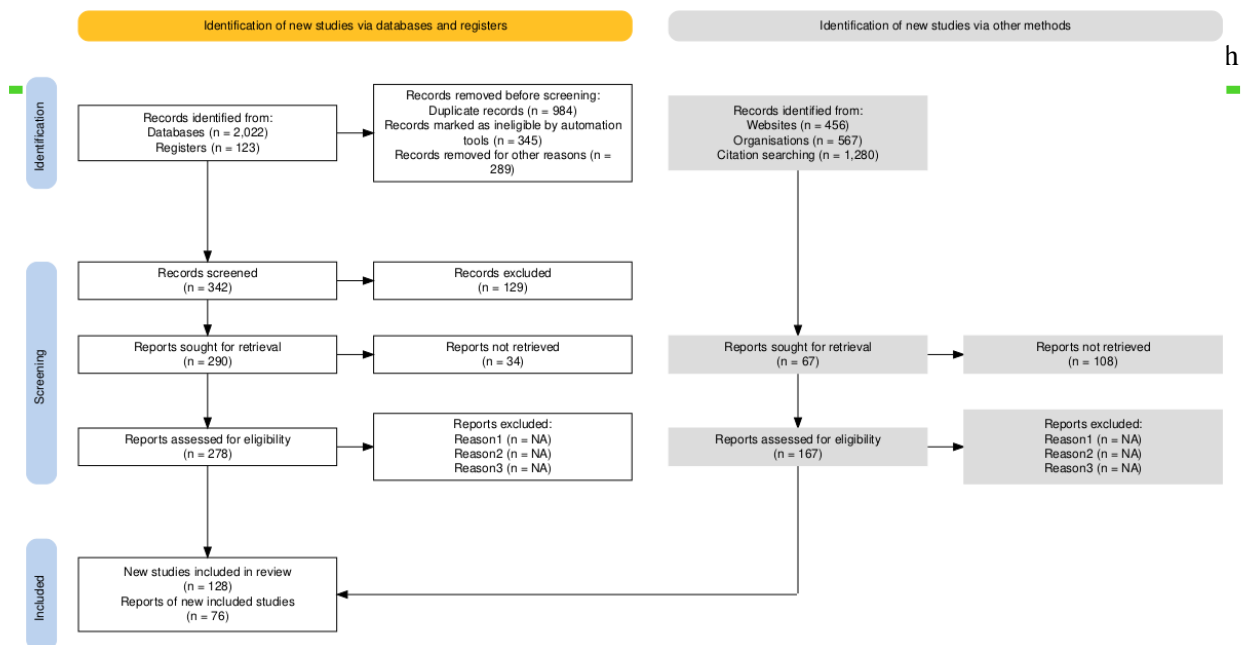 Identification of new studies via databases and registers
Identification of new studies via other methods
h
Identification
Records identified from:
Databases (n = 2,022)
Registers (n = 123)
Records removed before screening:
Duplicate records (n = 984)
Records marked as ineligible by automation
tools (n = 345)
Records removed for other reasons (n =
289)
Records identified from:
Websites (n = 456)
Organisations (n = 567)
Citation searching (n = 1,280)
Screening
Records screened
(n = 342)
Records excluded
(n = 129)
Reports sought for retrieval
(n = 290)
Reports not retrieved
(n = 34)
Reports sought for retrieval
(n = 67)
Reports not retrieved
(n = 108)
Reports assessed for eligibility
(n = 278)
Reports excluded:
Reason1 (n = NA)
Reason2 (n = NA)
Reason3 (n = NA)
Reports assessed for eligibility
(n = 167)
Reports excluded:
Reason1 (n = NA)
Reason2 (n = NA)
Reason3 (n = NA)
Included
New studies included in review
(n = 128)
Reports of new included studies
(n = 76)